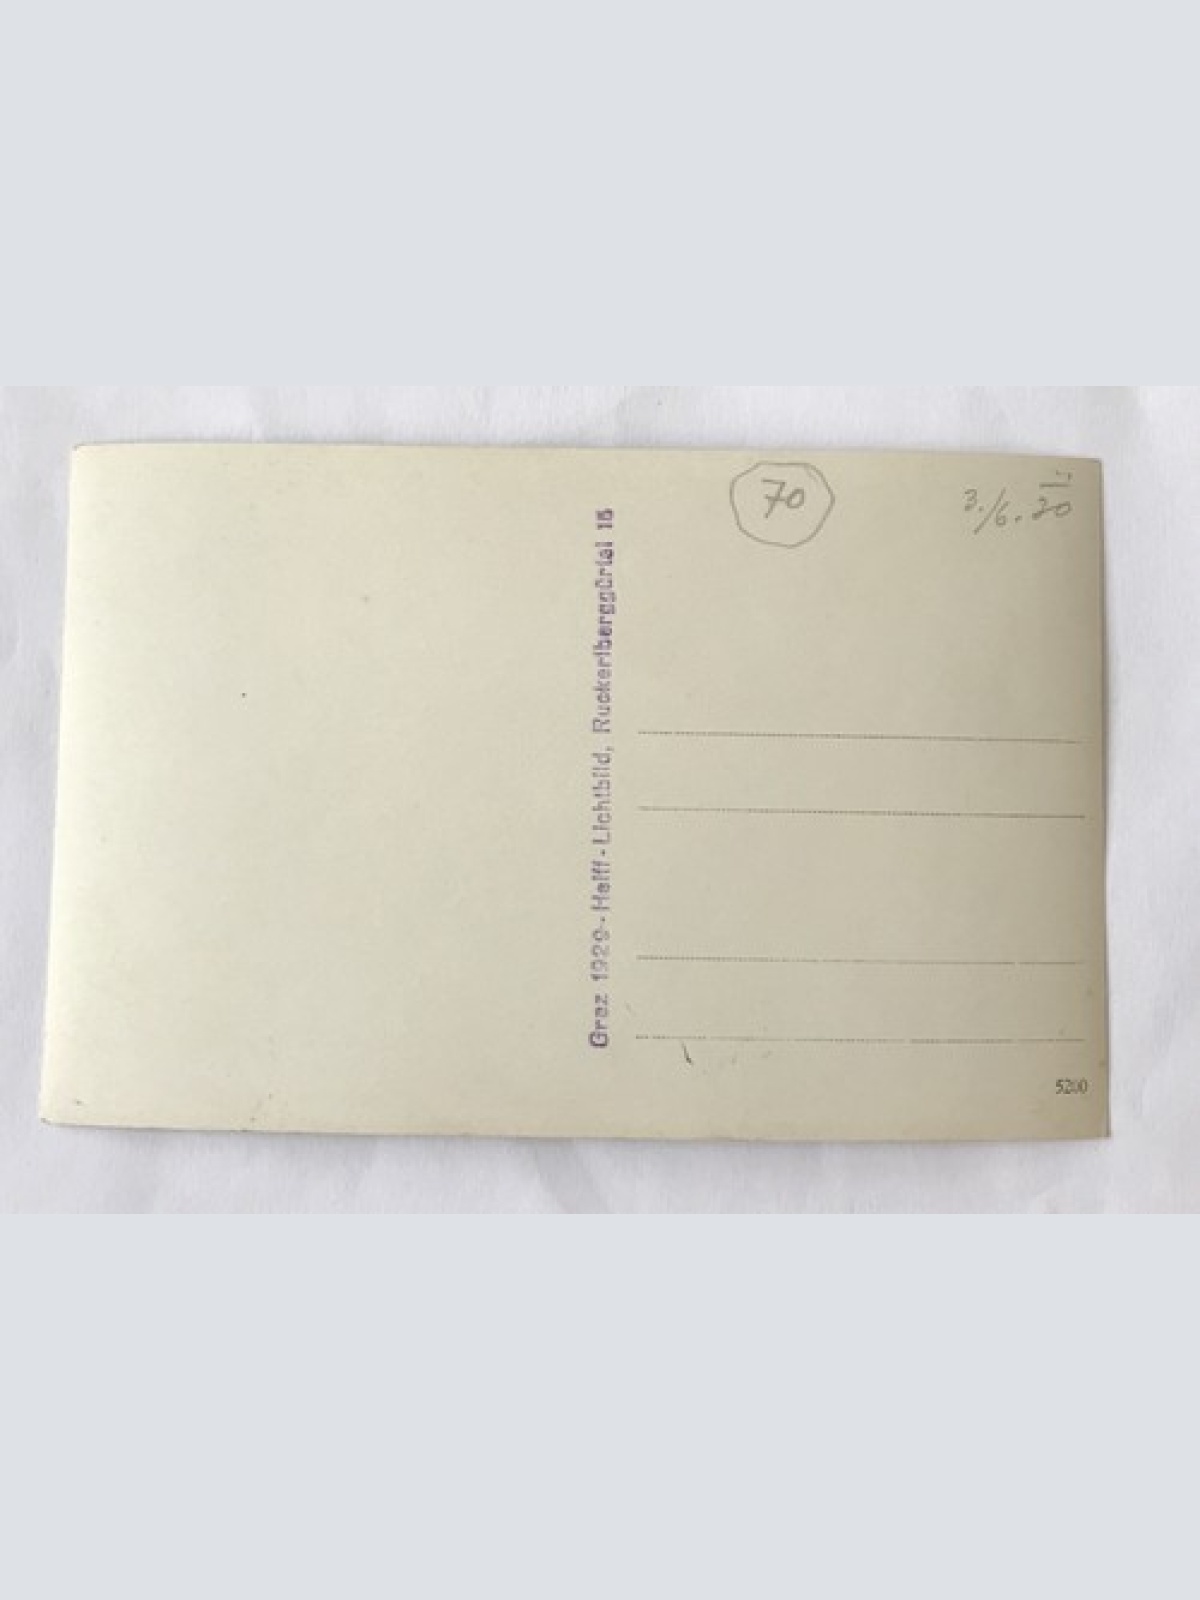 70
3./6. 30
Graz 1929 - Helff - Lichtbild, Ruckerlberggürtel 15
5200